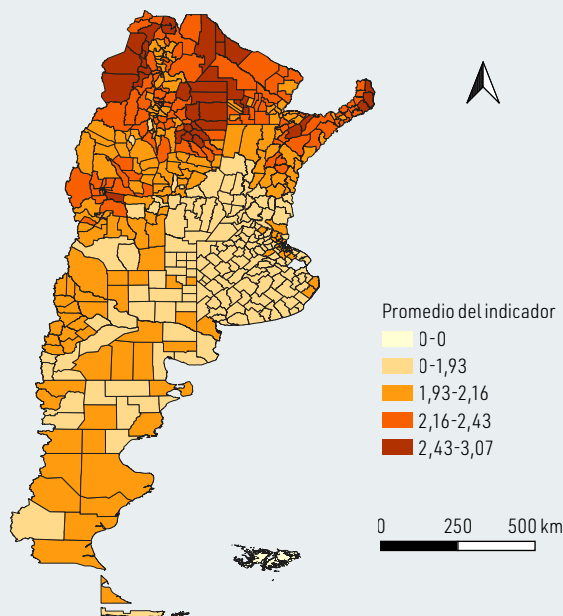 Promedio del indicador
0-0
0-1,93
1,93-2,16
2,16-2,43
2,43-3,07
0 250 500 km